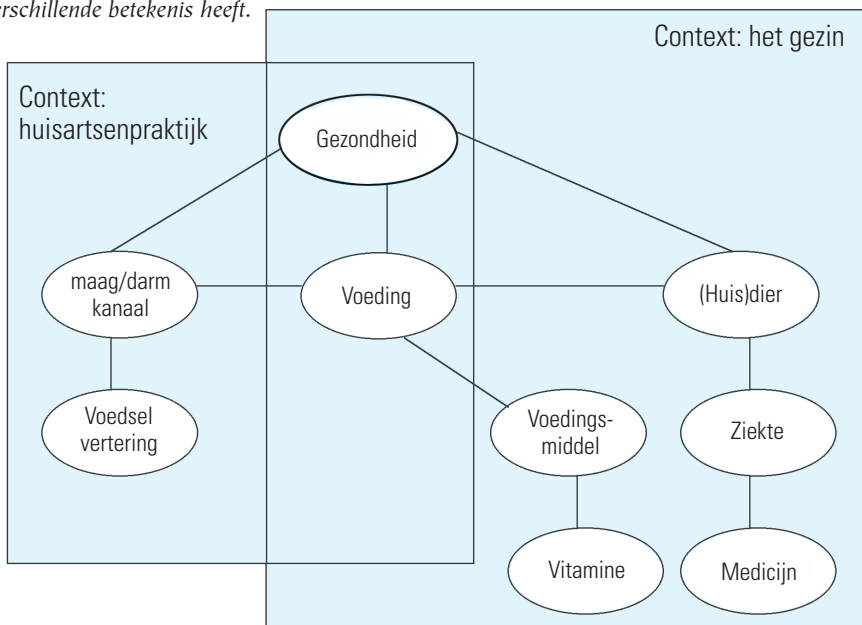 verschillende betekenis heeft.
Context: het gezin
Context:
huisartsenpraktijk
Gezondheid
maag/darm
kanaal
Voeding
(Huis)dier
Voedsel
vertering
Voedings-
middel
Ziekte
Vitamine
Medicijn